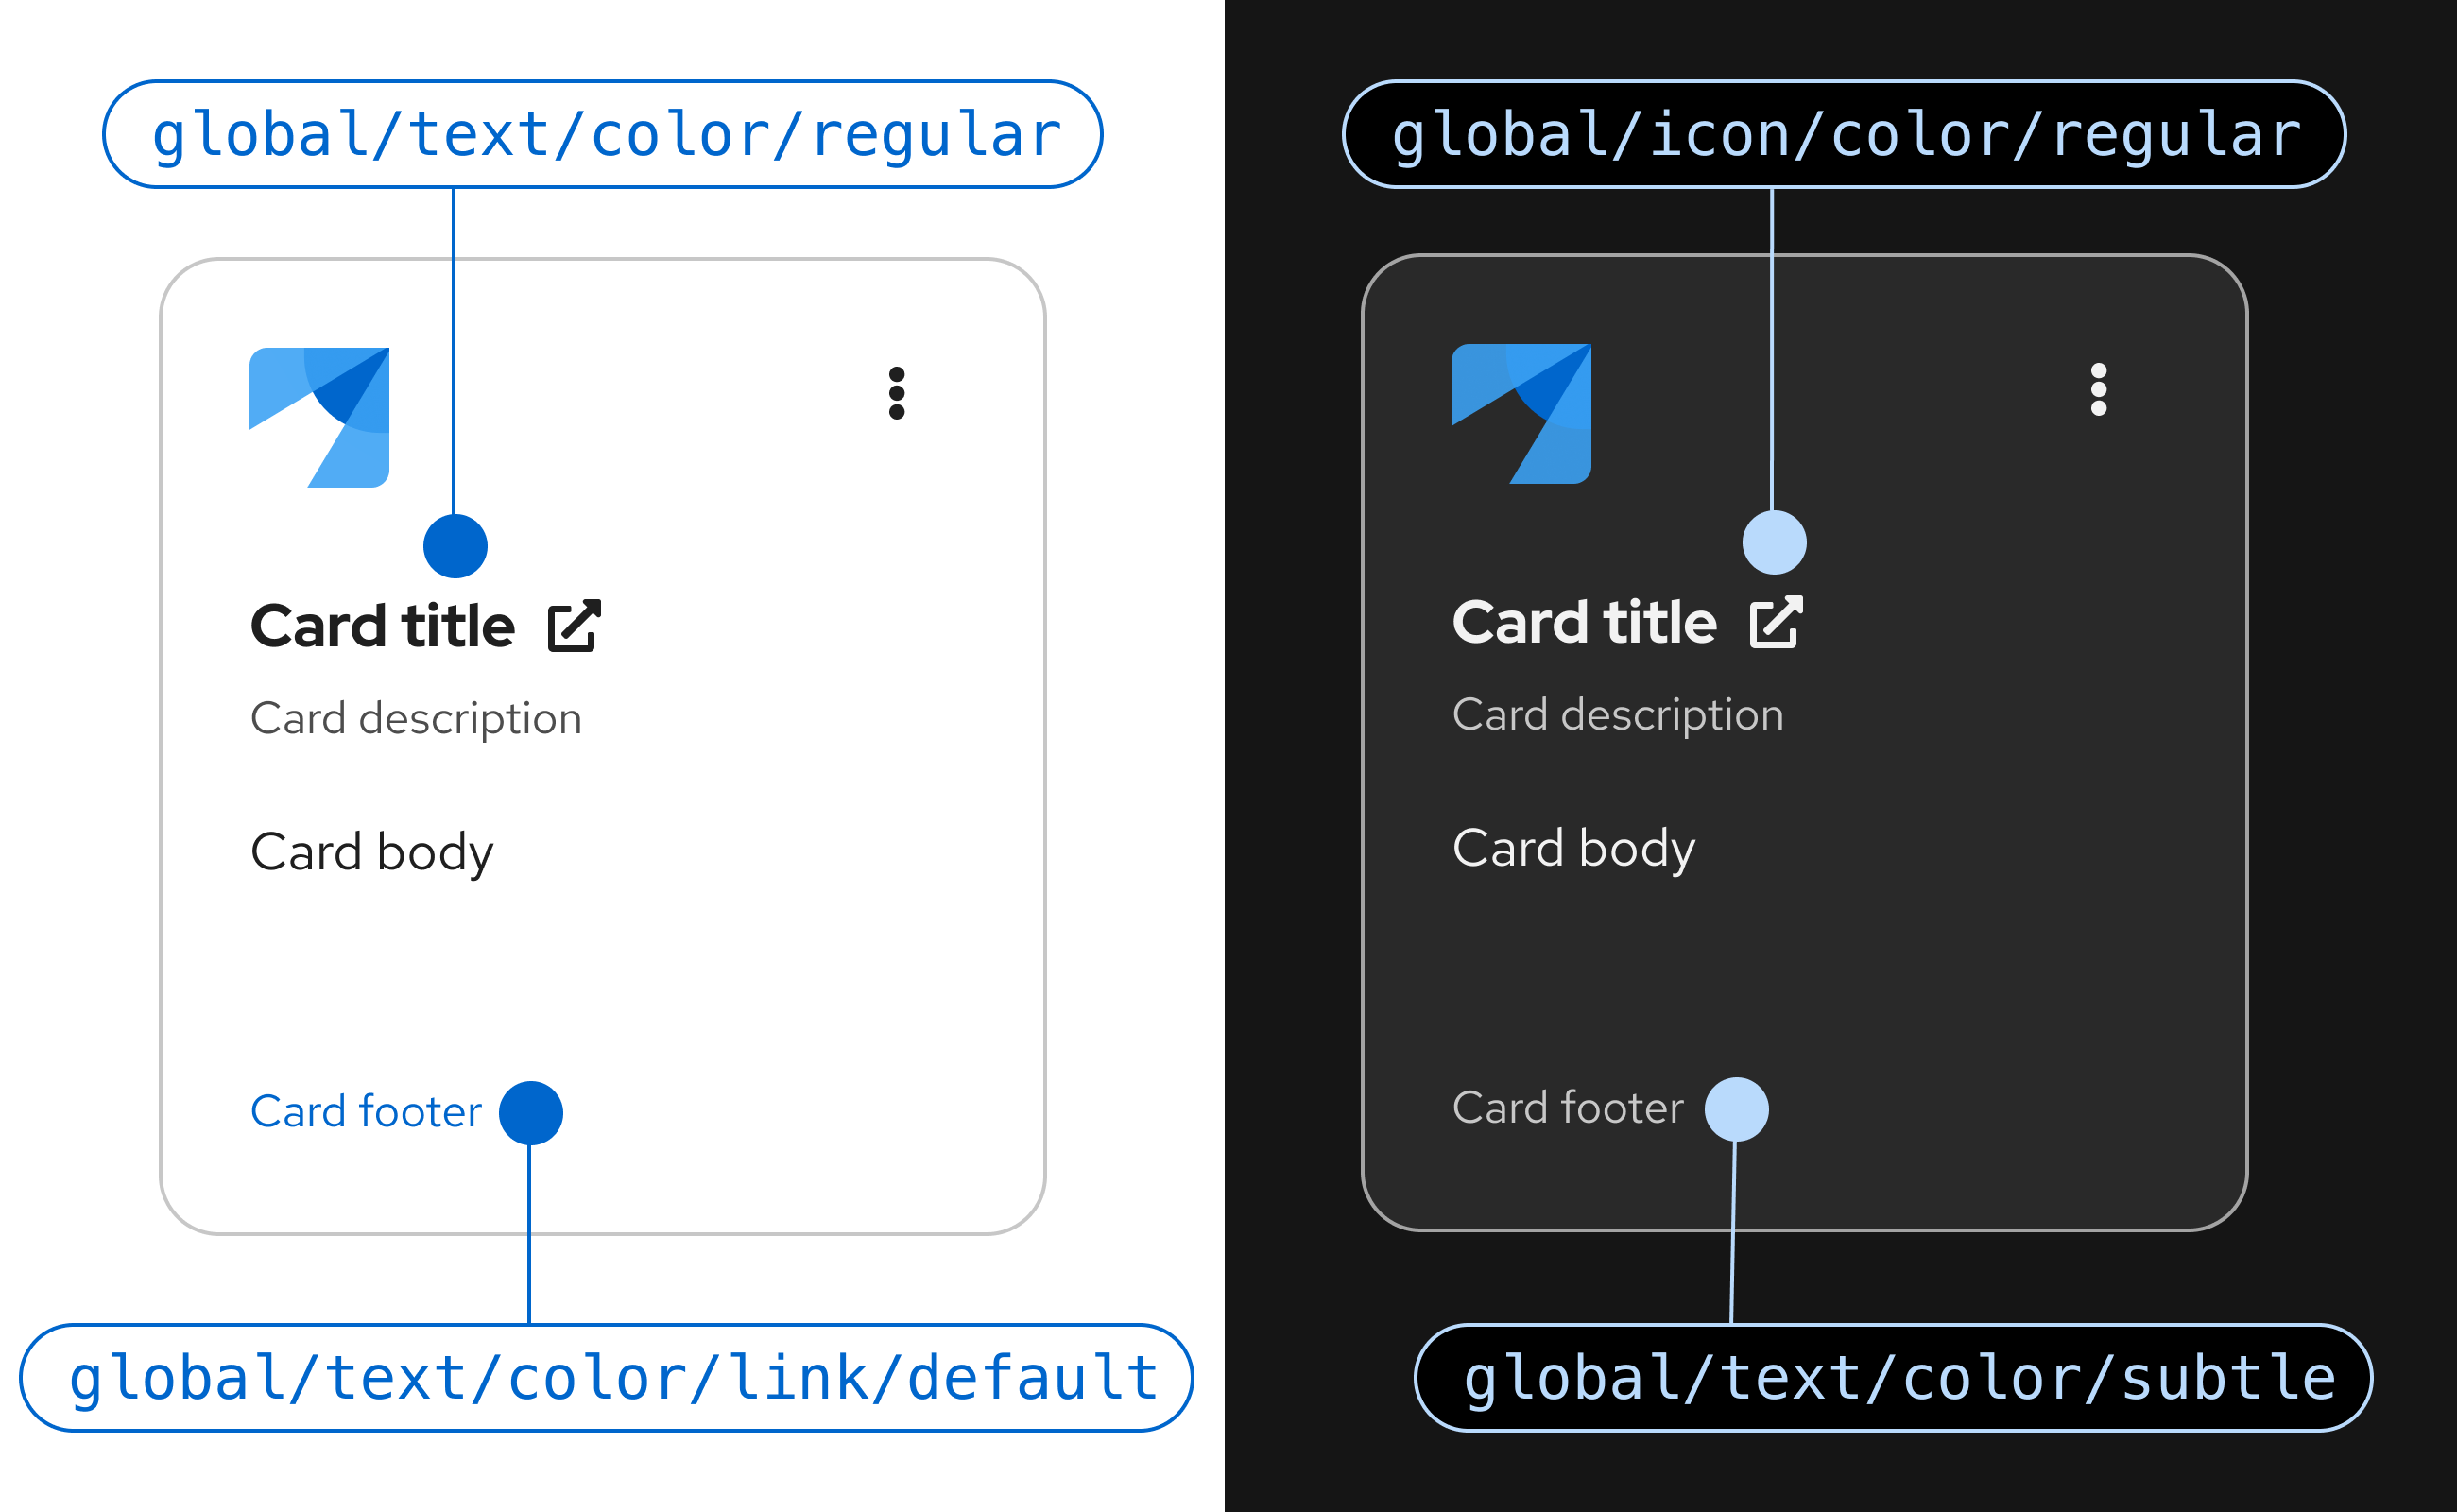 global/text/color/regular
Card title
Card description
Card body
Card footer
global/text/color/link/default
global/icon/color/regular
Card title
Card description
Card body
Card footer
global/text/color/subtle